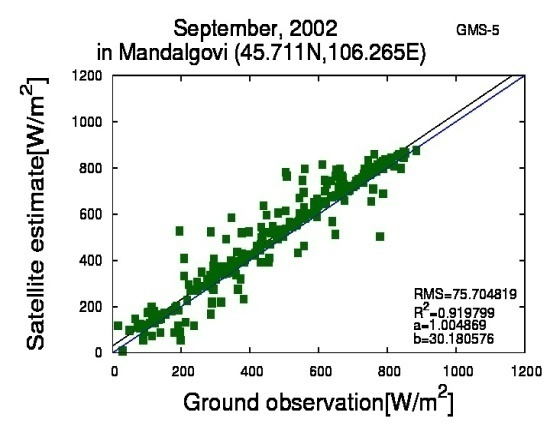 September, 2002
GMS-5
in Mandalgovi (45.711N,106.265E)
1200
1000
800
600
400
200
0
Satellite estimate[W/m²]
RMS=75.704819
R²=0.919799
a=1.004869
b=30.180576
0 200 400 600 800 1000 1200
Ground observation[W/m²]